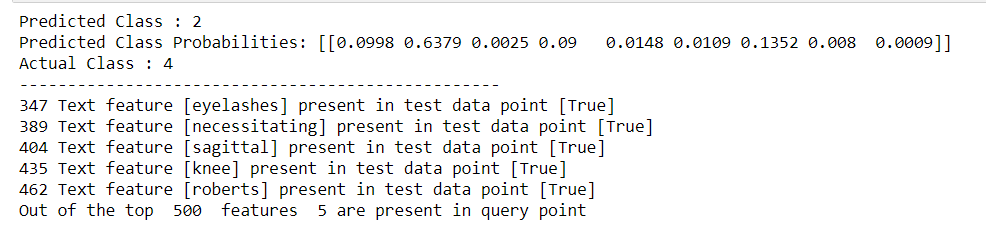 Predicted Class : 2
Predicted Class Probabilities: [[0.0998 0.6379 0.0025 0.09   0.0148 0.0109 0.1352 0.008  0.0009]]
Actual Class : 4
--------------------------------------------------
347 Text feature [eyelashes] present in test data point [True]
389 Text feature [necessitating] present in test data point [True]
404 Text feature [sagittal] present in test data point [True]
435 Text feature [knee] present in test data point [True]
462 Text feature [roberts] present in test data point [True]
Out of the top  500  features  5 are present in query point